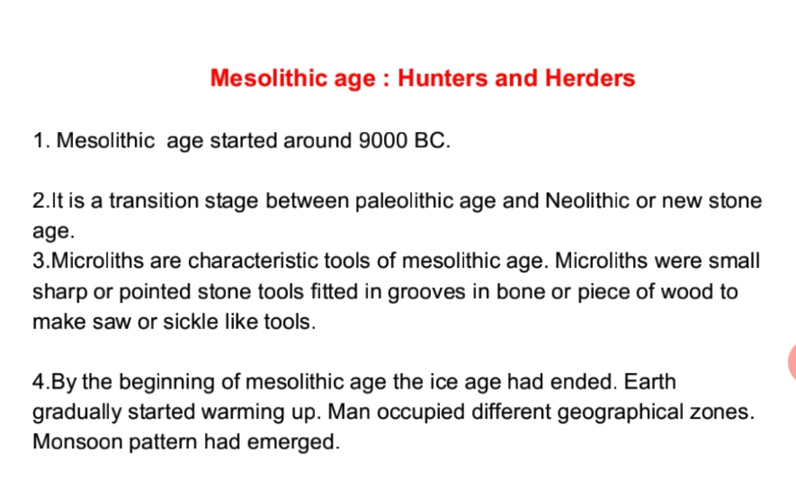 Mesolithic age : Hunters and Herders
1. Mesolithic  age started around 9000 BC.
2.It is a transition stage between paleolithic age and Neolithic or new stone
age.
3.Microliths are characteristic tools of mesolithic age. Microliths were small
sharp or pointed stone tools fitted in grooves in bone or piece of wood to
make saw or sickle like tools.
4.By the beginning of mesolithic age the ice age had ended. Earth
gradually started warming up. Man occupied different geographical zones.
Monsoon pattern had emerged.